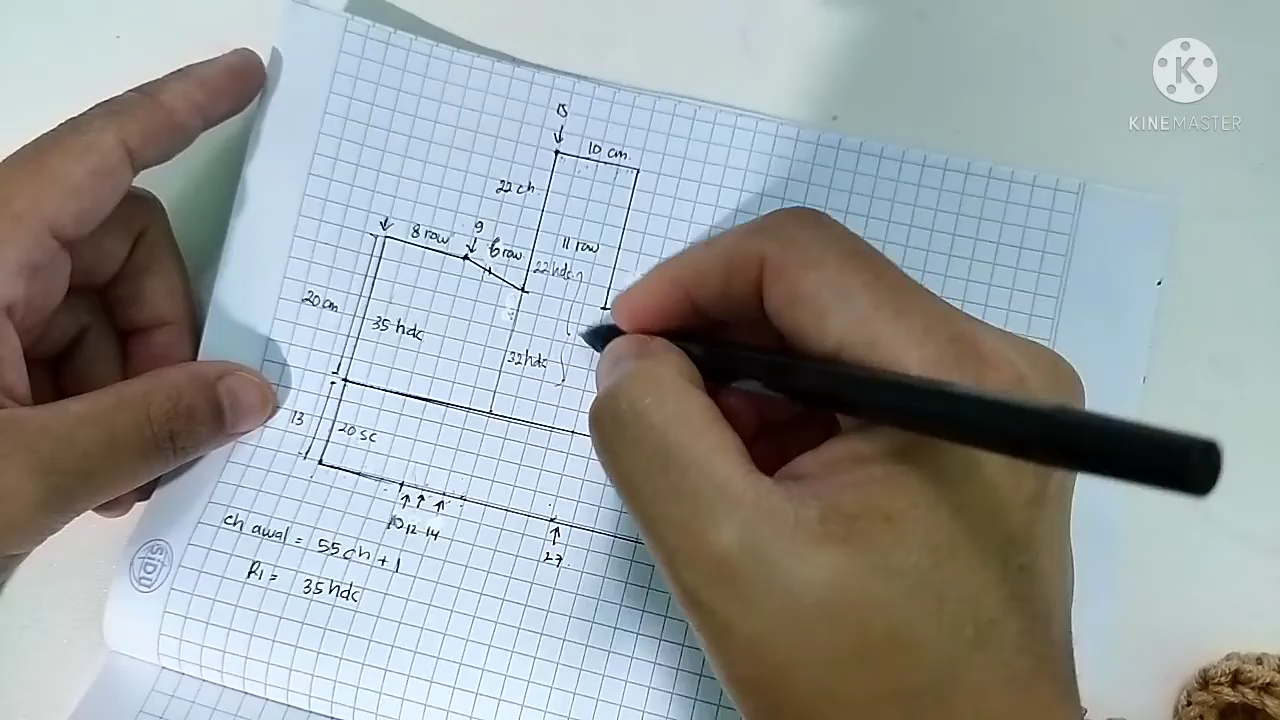 15
10 cm.
22 ch
9
8 row
6 row
11 row
22 hdc
20 cm
35 hdc
32 hdc
13
20 sc
10 12 14
27
ch awal = 55 ch + 1
R1 = 35 hdc
sidu
K
KINEMASTER